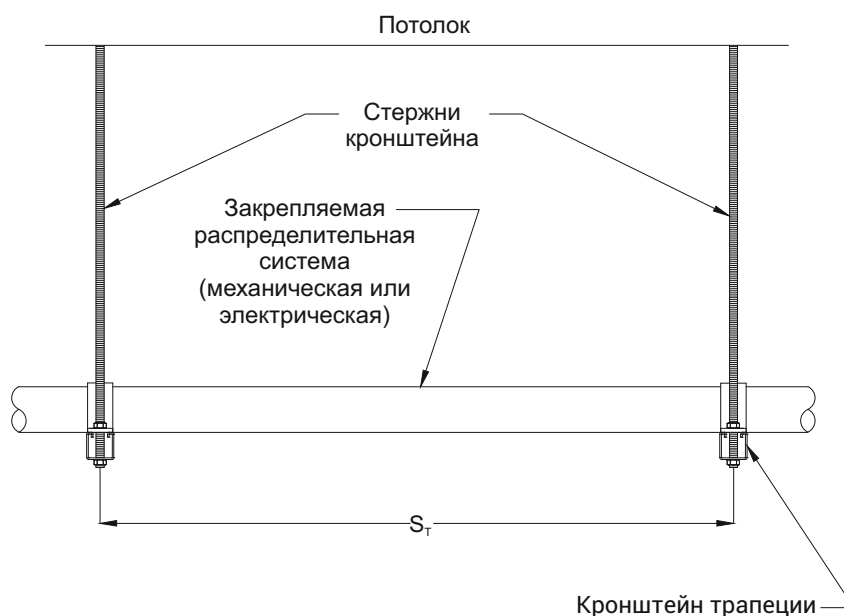 Потолок
Стержни
кронштейна
Закрепляемая
распределительная
система
(механическая или
электрическая)
Sт
Кронштейн трапеции